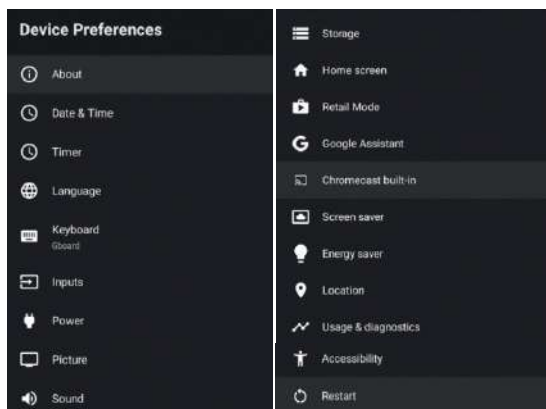 Device Preferences
About
Date & Time
Timer
Language
Keyboard
Gboard
Inputs
Power
Picture
Sound
Storage
Home screen
Retail Mode
Google Assistant
Chromecast built-in
Screen saver
Energy saver
Location
Usage & diagnostics
Accessibility
Restart